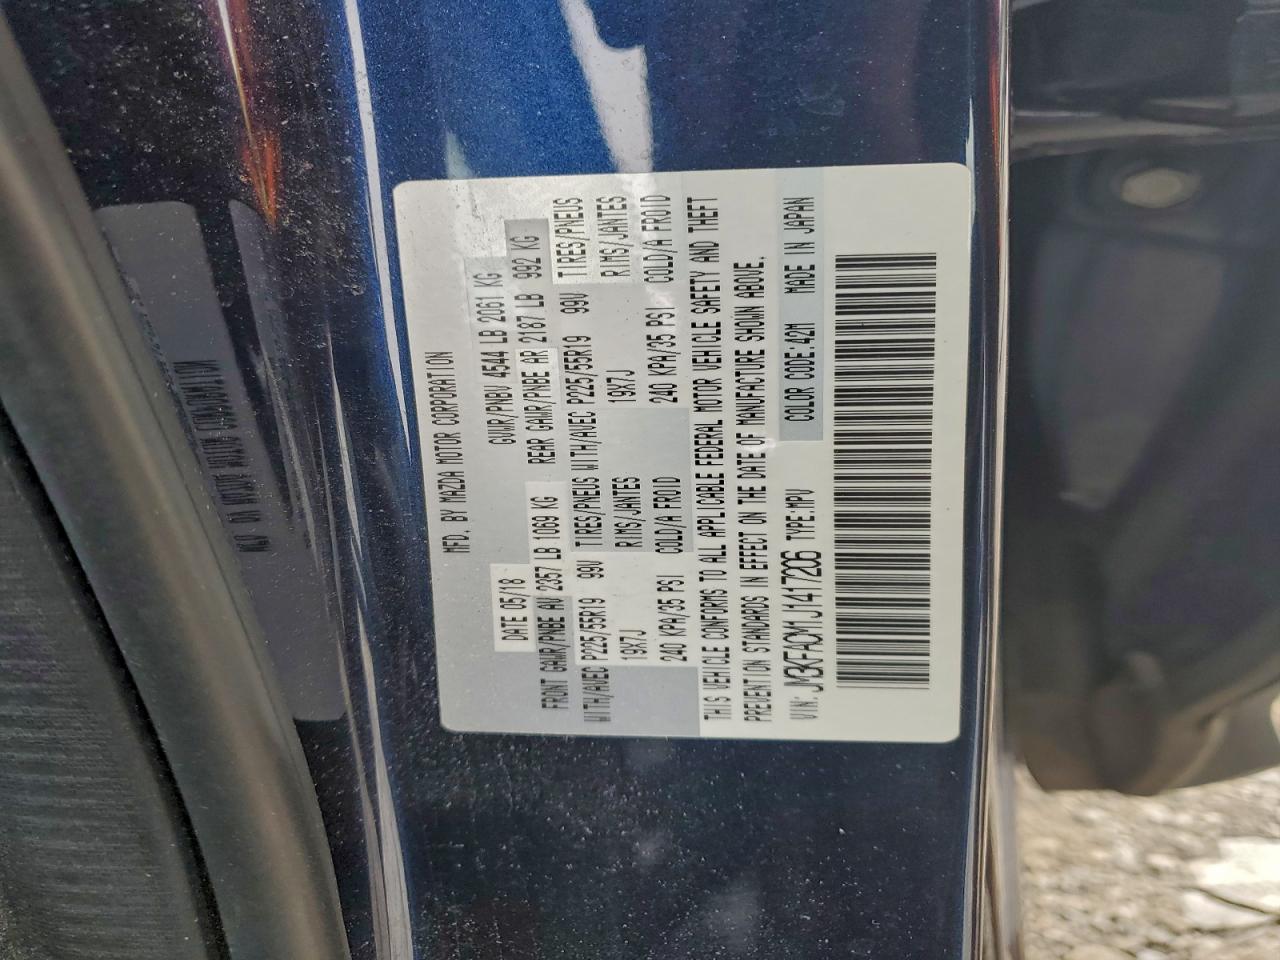 MFD. BY MAZDA MOTOR CORPORATION
DATE 05/18 GVWR/PNBV 4544 LB 2061 KG
FRONT GAWR/PNBE AV 2357 LB 1069 KG REAR GAWR/PNBE AR 2187 LB 992 KG
WITH/AVEC P225/55R19 99V TIRES/PNEUS WITH/AVEC P225/55R19 99V TIRES/PNEUS
19X7J RIMS/JANTES 19X7J RIMS/JANTES
240 KPA/35 PSI COLD/A FROID 240 KPA/35 PSI COLD/A FROID
THIS VEHICLE CONFORMS TO ALL APPLICABLE FEDERAL MOTOR VEHICLE SAFETY AND THEFT
PREVENTION STANDARDS IN EFFECT ON THE DATE OF MANUFACTURE SHOWN ABOVE.
VIN: JM3KFACM1J1417206 TYPE:MPV COLOR CODE:42M MADE IN JAPAN